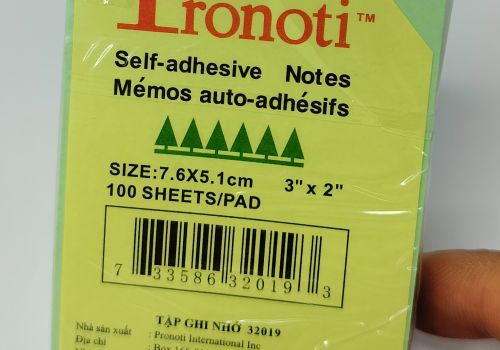 Pronoti™
Self-adhesive Notes
Mémos auto-adhésifs
SIZE:7.6X5.1cm 3" x 2"
100 SHEETS/PAD
7 33586 32019 3
TẬP GHI NHỚ 32019
Nhà sản xuất : Pronoti International Inc
Địa chỉ : Box